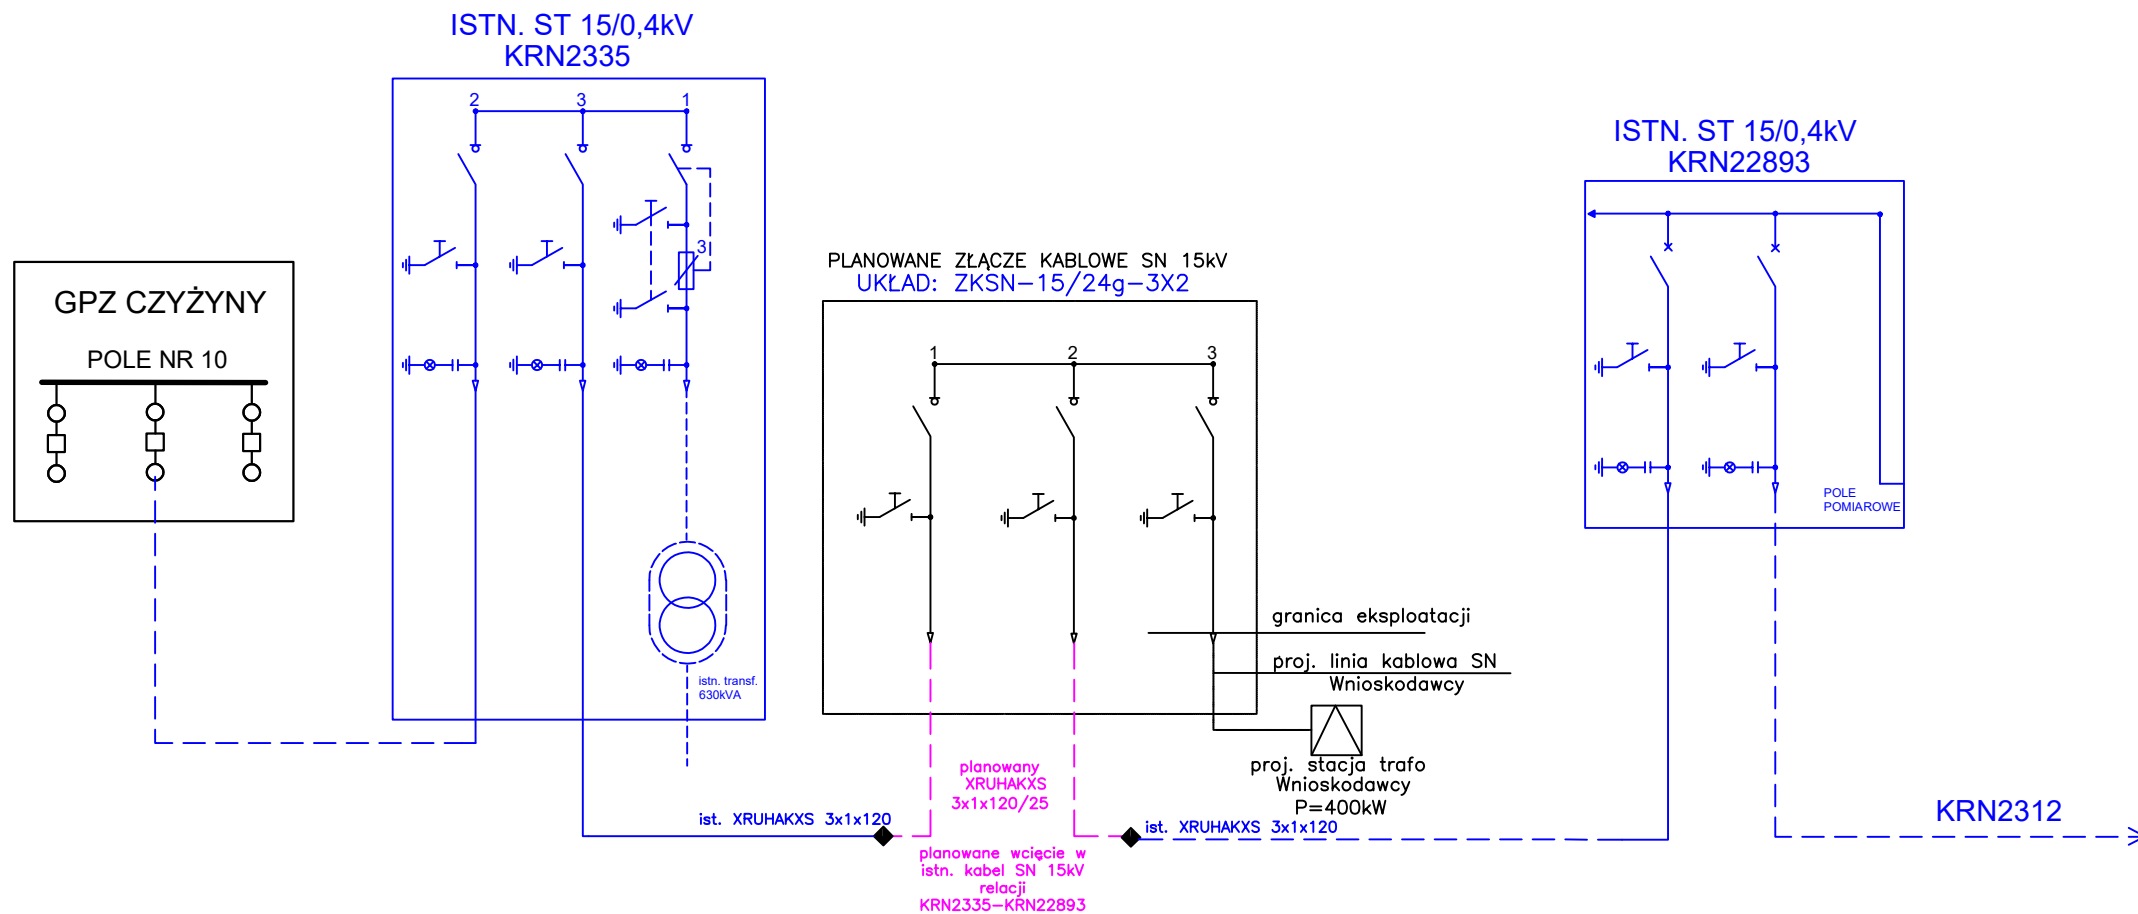 ISTN. ST 15/0,4kV
KRN2335
2 3 1
3
GPZ CZYŻYNY
POLE NR 10
istn. transf.
630kVA
PLANOWANE ZŁĄCZE KABLOWE SN 15kV
UKŁAD: ZKSN-15/24g-3X2
1 2 3
granica eksploatacji
proj. linia kablowa SN
Wnioskodawcy
proj. stacja trafo
Wnioskodawcy
P=400kW
planowany
XRUHAKXS
3x1x120/25
ist. XRUHAKXS 3x1x120
ist. XRUHAKXS 3x1x120
planowane wcięcie w
istn. kabel SN 15kV
relacji
KRN2335-KRN22893
ISTN. ST 15/0,4kV
KRN22893
POLE
POMIAROWE
KRN2312